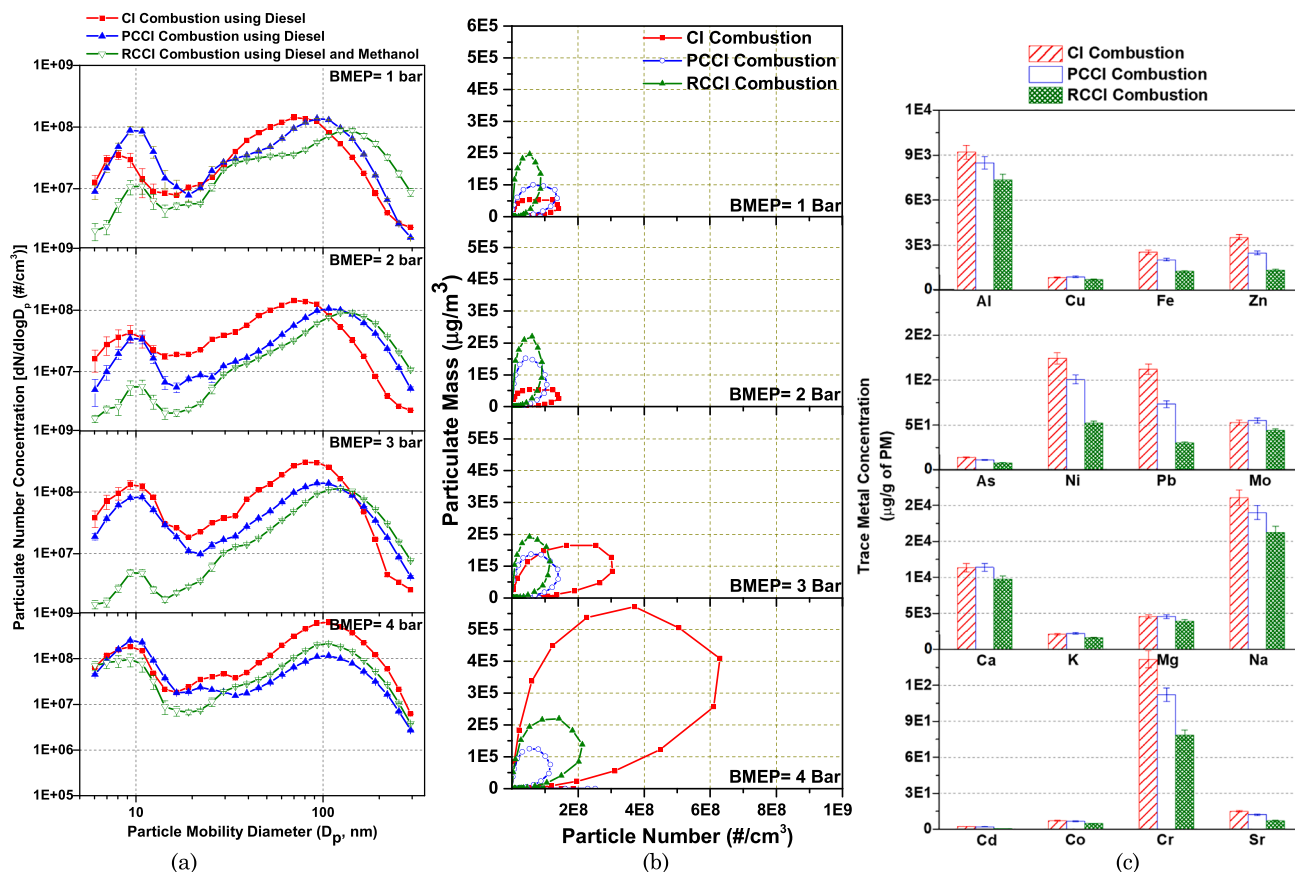 CI Combustion using Diesel
PCCI Combustion using Diesel
RCCI Combustion using Diesel and Methanol
1E+09
BMEP= 1 bar
1E+08
1E+07
1E+09
BMEP= 2 bar
1E+08
1E+07
1E+09
BMEP= 3 bar
1E+08
1E+07
1E+09
BMEP= 4 bar
1E+08
1E+07
1E+06
1E+05
10
100
Particulate Number Concentration [dN/dlogDp (#/cm3)]
Particle Mobility Diameter (Dp, nm)
(a)
6E5
5E5
4E5
3E5
2E5
1E5
0
CI Combustion
PCCI Combustion
RCCI Combustion
BMEP= 1 Bar
5E5
4E5
3E5
2E5
1E5
0
BMEP= 2 Bar
5E5
4E5
3E5
2E5
1E5
0
BMEP= 3 Bar
5E5
4E5
3E5
2E5
1E5
0
BMEP= 4 Bar
0
2E8
4E8
6E8
8E8
1E9
Particulate Mass (μg/m3)
Particle Number (#/cm3)
(b)
CI Combustion
PCCI Combustion
RCCI Combustion
1E4
9E3
6E3
3E3
0
Al
Cu
Fe
Zn
2E2
1E2
5E1
0
As
Ni
Pb
Mo
2E4
2E4
1E4
5E3
0
Ca
K
Mg
Na
1E2
9E1
6E1
3E1
0
Cd
Co
Cr
Sr
Trace Metal Concentration
(μg/g of PM)
(c)